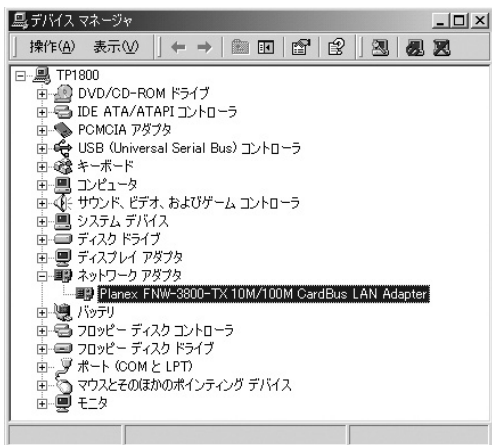 デバイス マネージャ
操作(A) 表示(V)
TP1800
DVD/CD-ROM ドライブ
IDE ATA/ATAPI コントローラ
PCMCIA アダプタ
USB (Universal Serial Bus) コントローラ
キーボード
コンピュータ
サウンド、ビデオ、およびゲーム コントローラ
システム デバイス
ディスク ドライブ
ディスプレイ アダプタ
ネットワーク アダプタ
Planex FNW-3800-TX 10M/100M CardBus LAN Adapter
バッテリ
フロッピー ディスク コントローラ
フロッピー ディスク ドライブ
ポート (COM と LPT)
マウスとそのほかのポインティング デバイス
モニタ